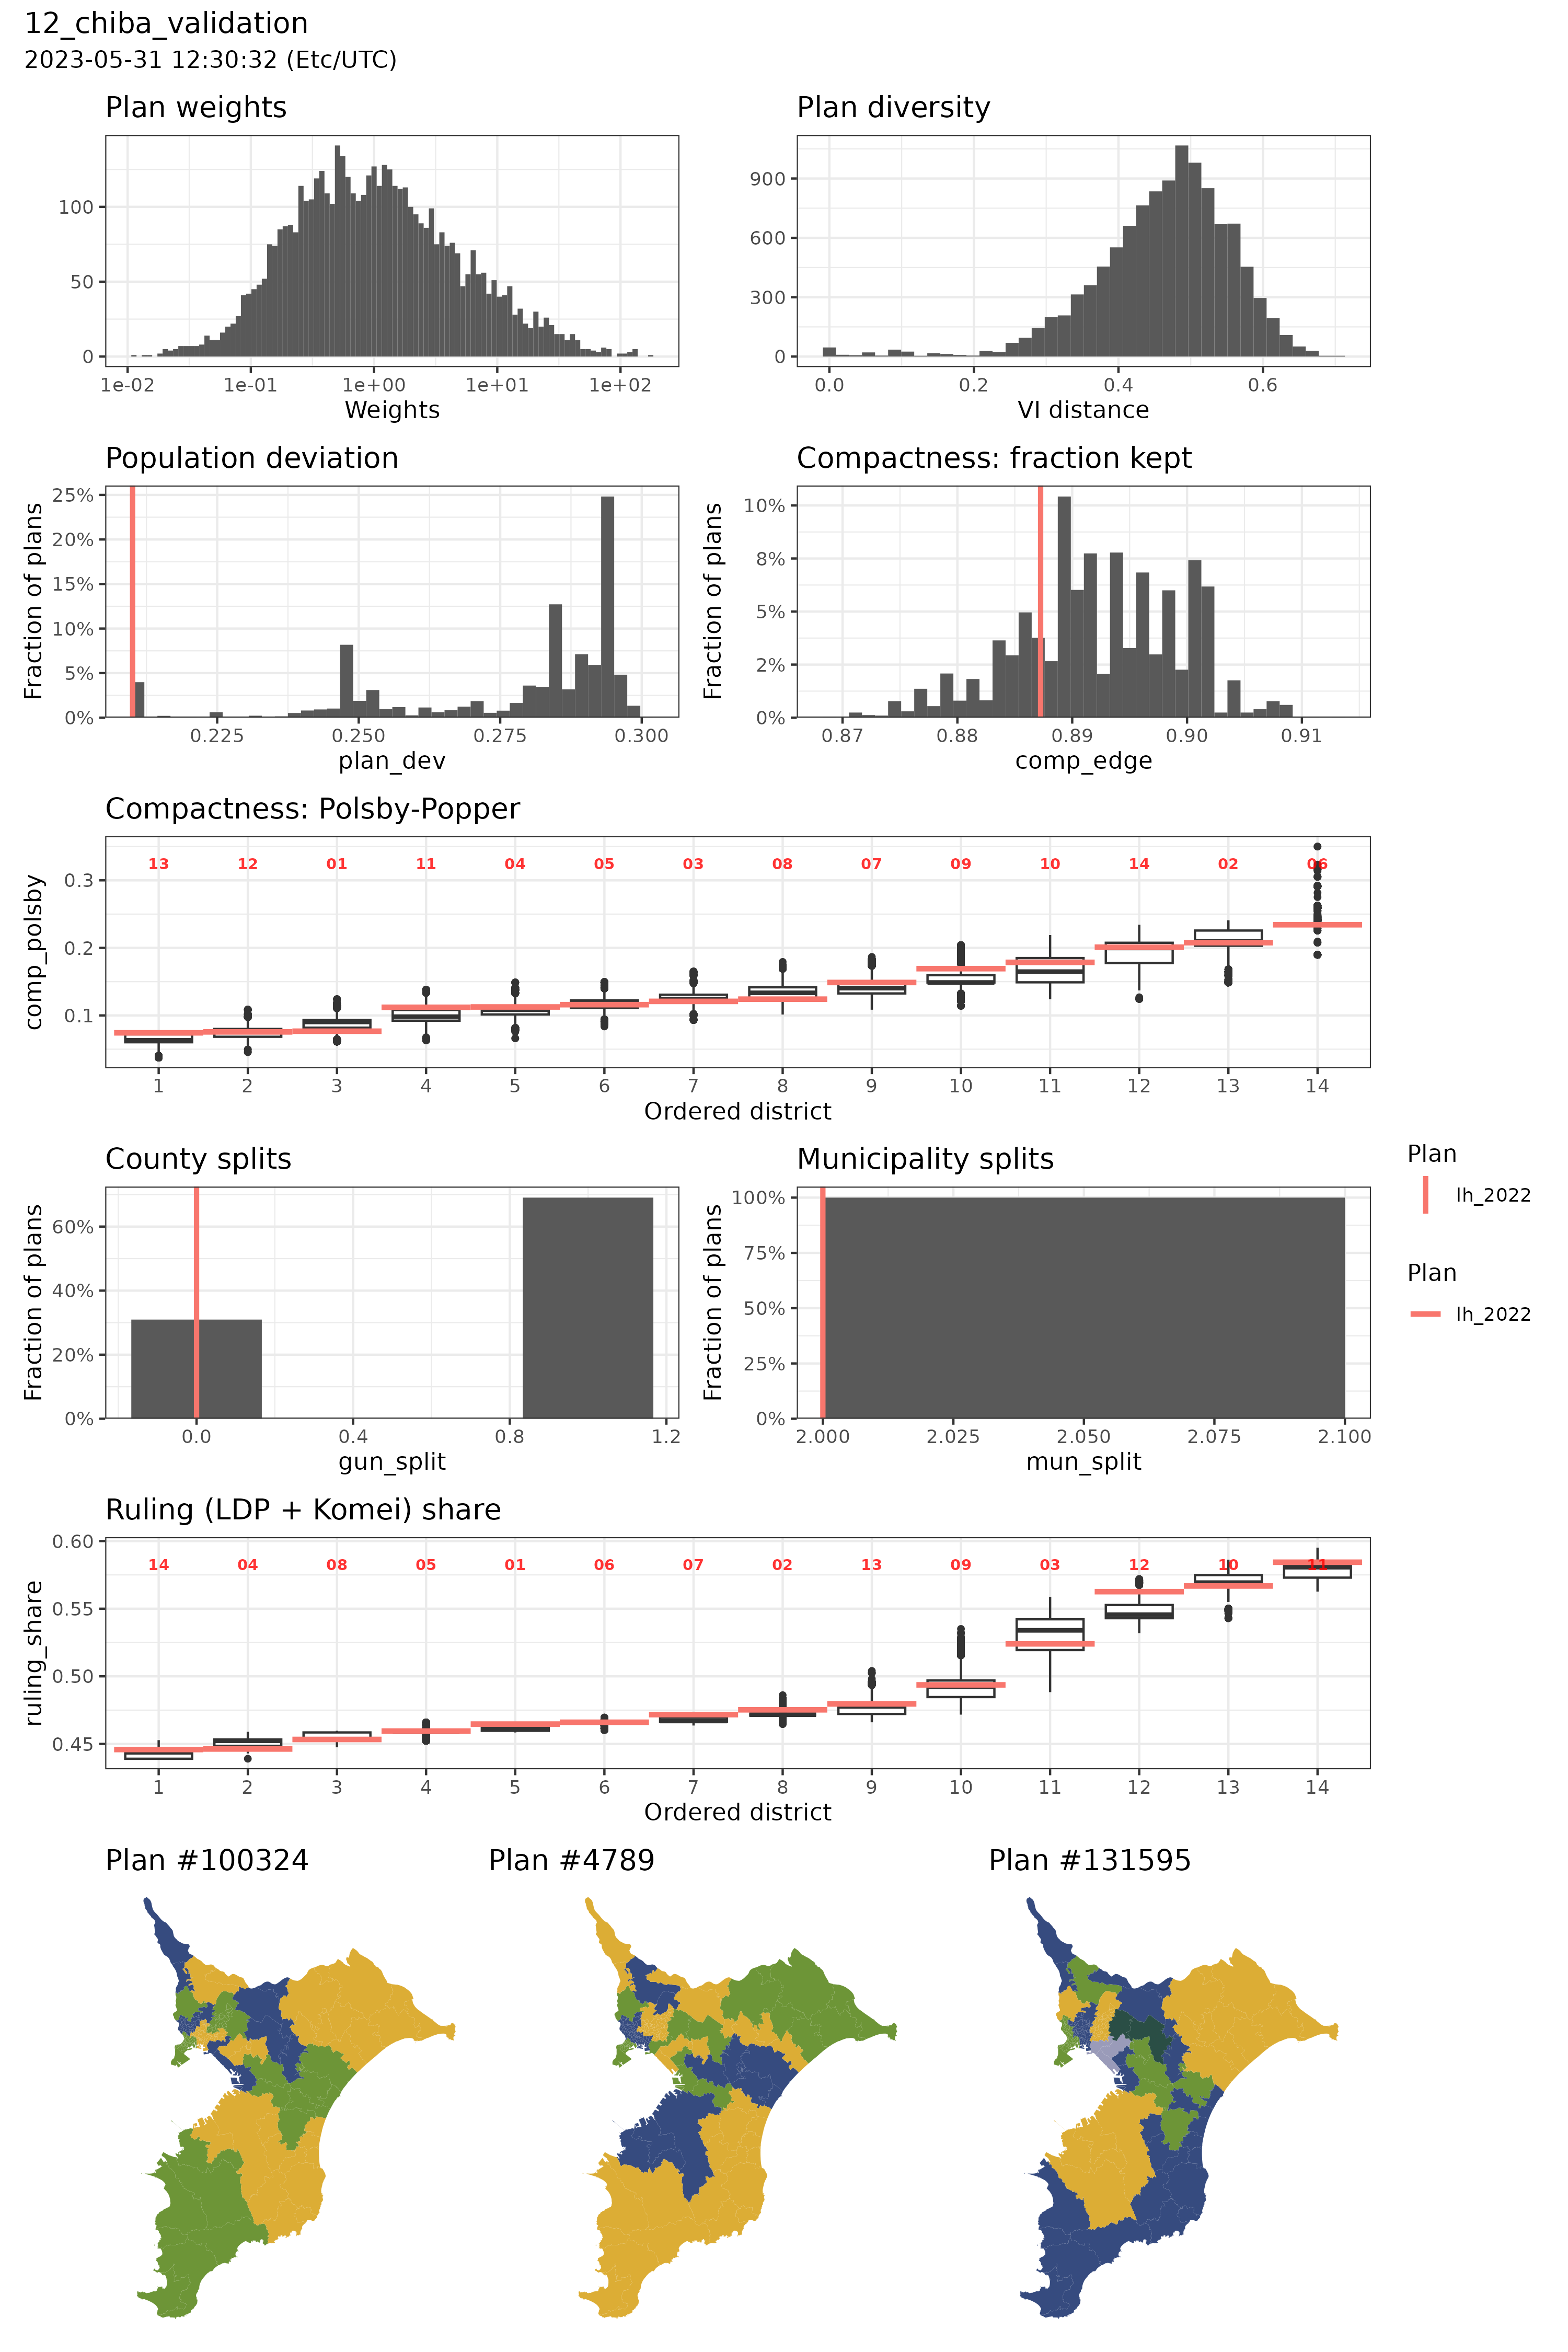 12_chiba_validation
2023-05-31 12:30:32 (Etc/UTC)
Plan weights
100
50
0
1e-02 1e-01 1e+00 1e+01 1e+02
Weights
Plan diversity
900
600
300
0
0.0 0.2 0.4 0.6
VI distance
Population deviation
Fraction of plans
25%
20%
15%
10%
5%
0%
0.225 0.250 0.275 0.300
plan_dev
Compactness: fraction kept
Fraction of plans
10%
8%
5%
2%
0%
0.87 0.88 0.89 0.90 0.91
comp_edge
Compactness: Polsby-Popper
comp_polsby
0.3
0.2
0.1
13 12 01 11 04 05 03 08 07 09 10 14 02 06
1 2 3 4 5 6 7 8 9 10 11 12 13 14
Ordered district
County splits
Fraction of plans
60%
40%
20%
0%
0.0 0.4 0.8 1.2
gun_split
Municipality splits
Fraction of plans
100%
75%
50%
25%
0%
2.000 2.025 2.050 2.075 2.100
mun_split
Plan
lh_2022
Plan
lh_2022
Ruling (LDP + Komei) share
ruling_share
0.60
0.55
0.50
0.45
14 04 08 05 01 06 07 02 13 09 03 12 10 11
1 2 3 4 5 6 7 8 9 10 11 12 13 14
Ordered district
Plan #100324
Plan #4789
Plan #131595